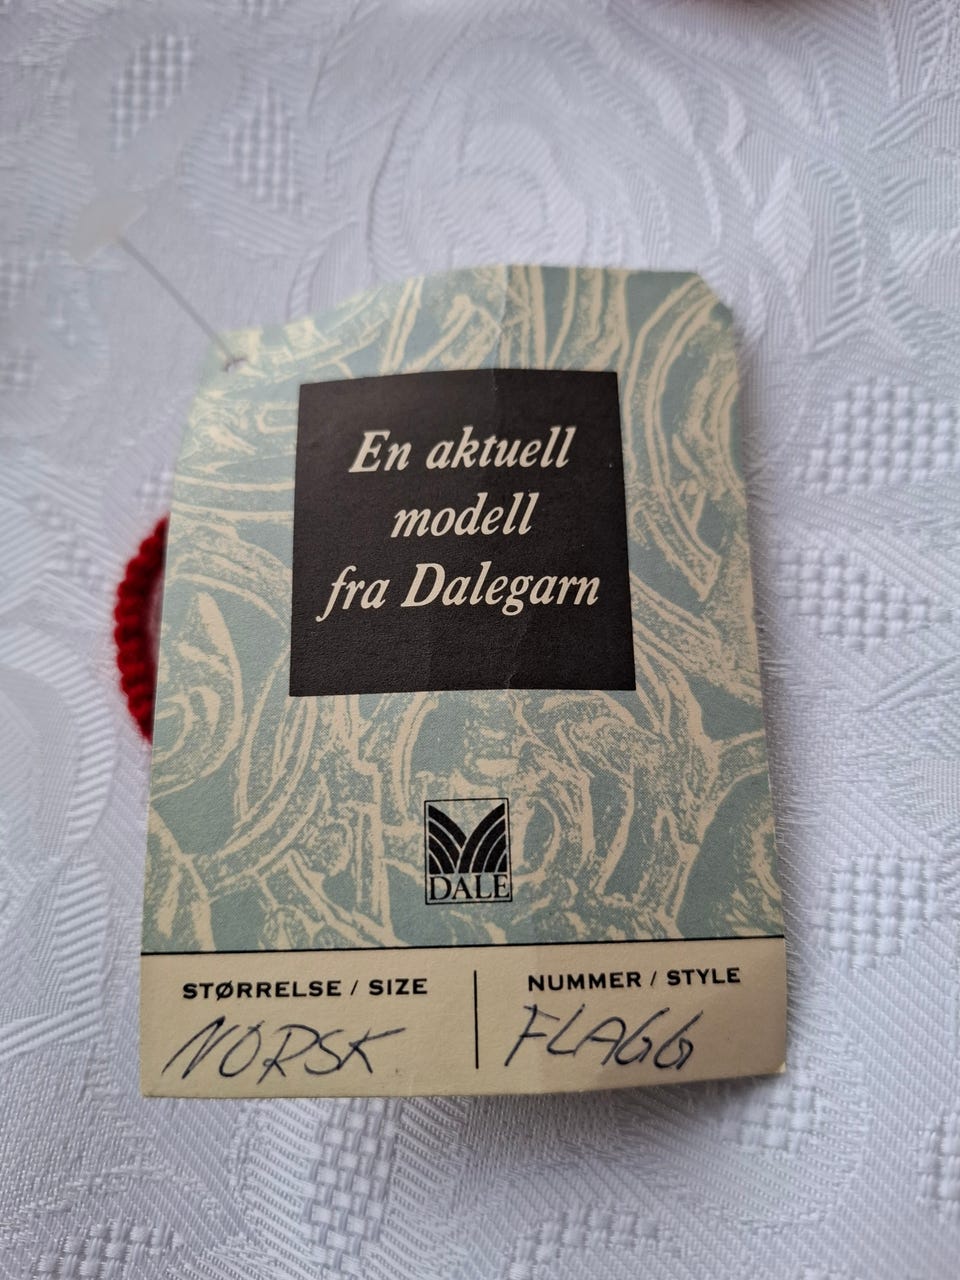 En aktuell
modell
fra Dalegarn
DALE
STØRRELSE / SIZE
NORSK
NUMMER / STYLE
FLAGG